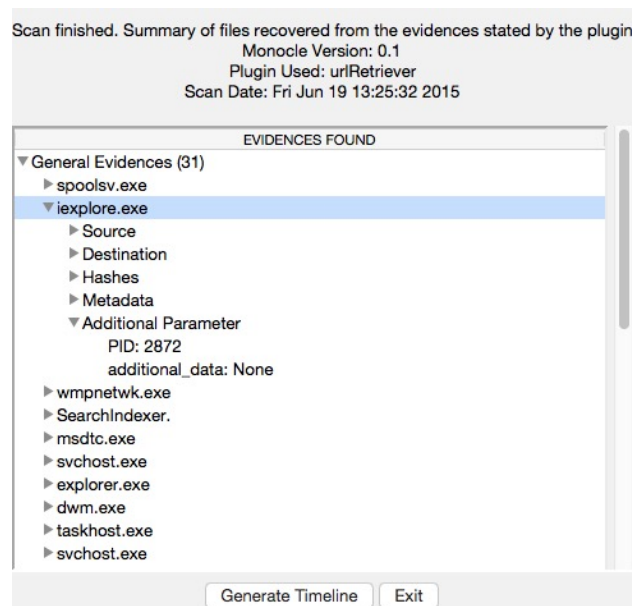 Scan finished. Summary of files recovered from the evidences stated by the plugin
Monocle Version: 0.1
Plugin Used: urlRetriever
Scan Date: Fri Jun 19 13:25:32 2015
EVIDENCES FOUND
General Evidences (31)
spoolsv.exe
iexplore.exe
Source
Destination
Hashes
Metadata
Additional Parameter
PID: 2872
additional_data: None
wmpnetwk.exe
SearchIndexer.
msdtc.exe
svchost.exe
explorer.exe
dwm.exe
taskhost.exe
svchost.exe
Generate Timeline
Exit